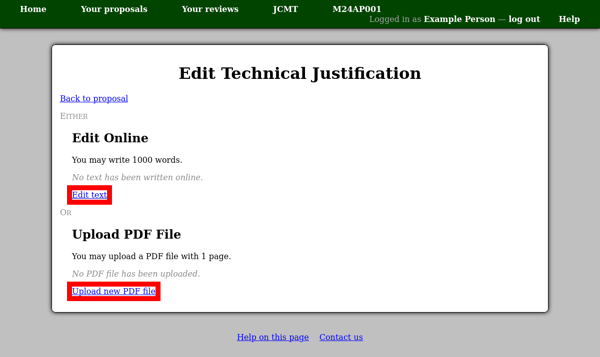 Home Your proposals Your reviews JCMT M24AP001
Logged in as Example Person — log out Help
Edit Technical Justification
Back to proposal
EITHER
Edit Online
You may write 1000 words.
No text has been written online.
Edit text
OR
Upload PDF File
You may upload a PDF file with 1 page.
No PDF file has been uploaded.
Upload new PDF file
Help on this page Contact us